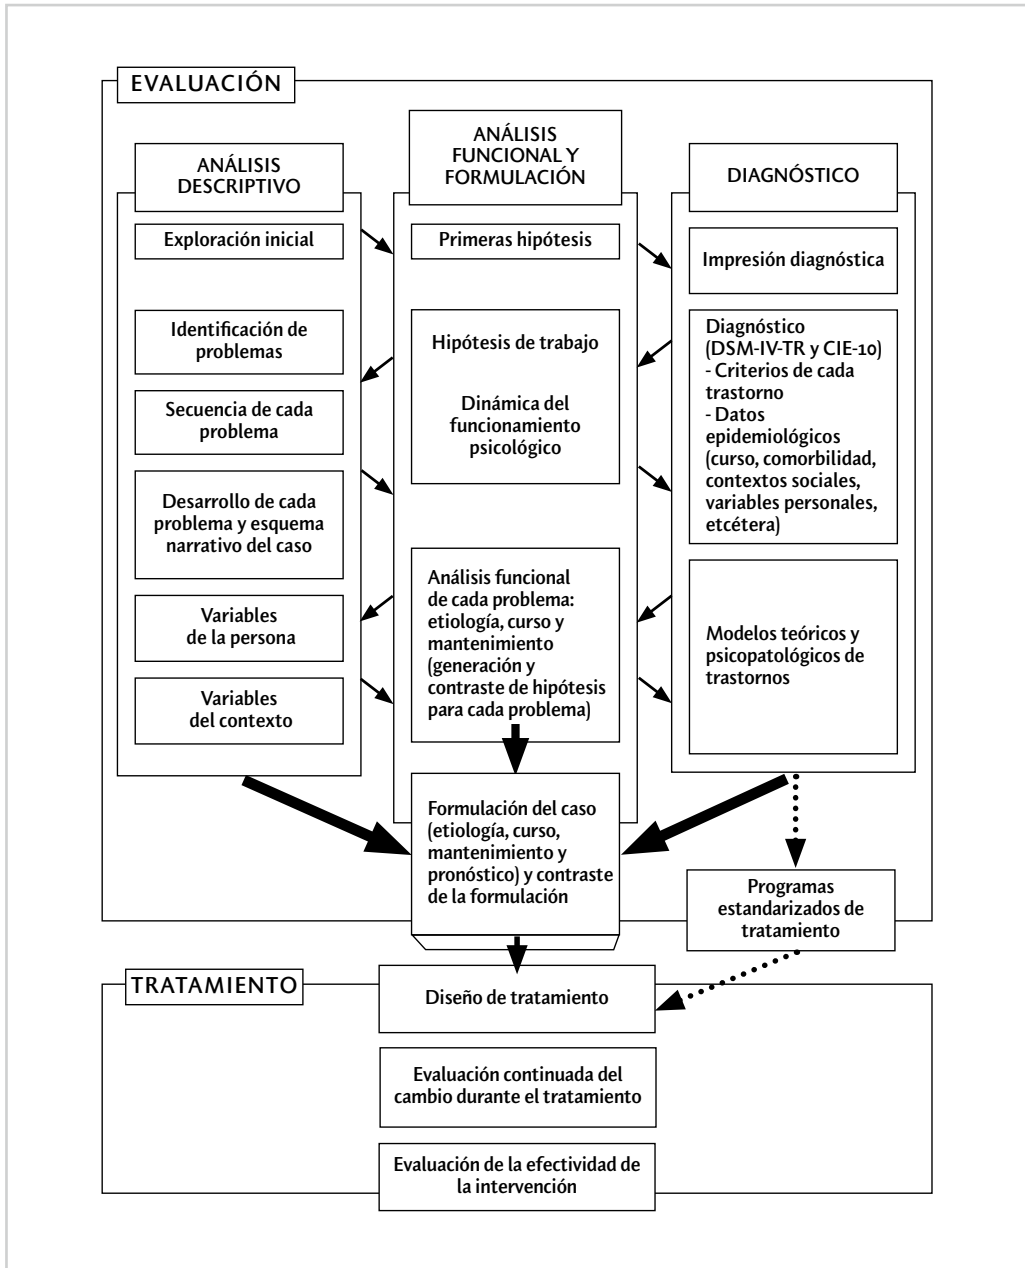 EVALUACIÓN
ANÁLISIS
DESCRIPTIVO
Exploración inicial
Identificación de
problemas
Secuencia de cada
problema
Desarrollo de cada
problema y esquema
narrativo del caso
Variables
de la persona
Variables
del contexto
ANÁLISIS
FUNCIONAL Y
FORMULACIÓN
Primeras hipótesis
Hipótesis de trabajo
Dinámica del
funcionamiento
psicológico
Análisis funcional
de cada problema:
etiología, curso y
mantenimiento
(generación y
contraste de hipótesis
para cada problema)
Formulación del caso
(etiología, curso,
mantenimiento y
pronóstico) y contraste
de la formulación
DIAGNÓSTICO
Impresión diagnóstica
Diagnóstico
(DSM-IV-TR y CIE-10)
- Criterios de cada
trastorno
- Datos
epidemiológicos
(curso, comorbilidad,
contextos sociales,
variables personales,
etcétera)
Modelos teóricos y
psicopatológicos de
trastornos
Programas
estandarizados de
tratamiento
TRATAMIENTO
Diseño de tratamiento
Evaluación continuada del
cambio durante el tratamiento
Evaluación de la efectividad de
la intervención